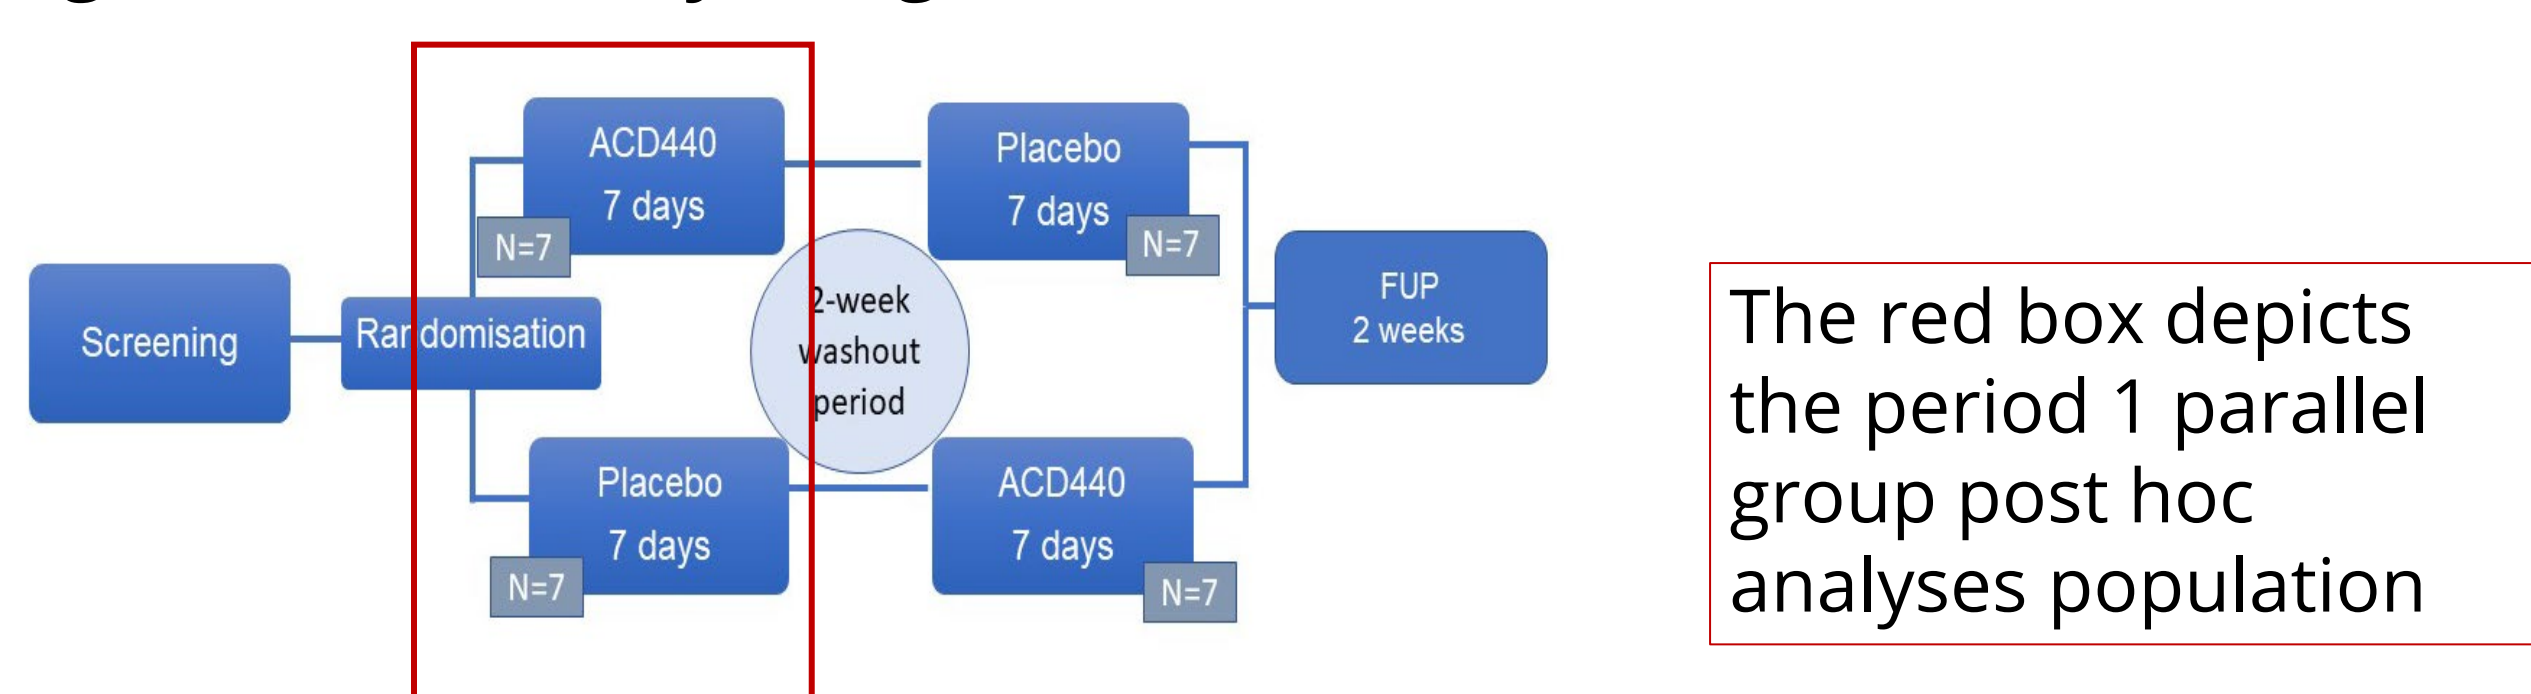 ACD440
7 days
N=7
Placebo
7 days
N=7
Screening
Randomisation
2-week
washout
period
FUP
2 weeks
Placebo
7 days
N=7
ACD440
7 days
N=7
The red box depicts
the period 1 parallel
group post hoc
analyses population